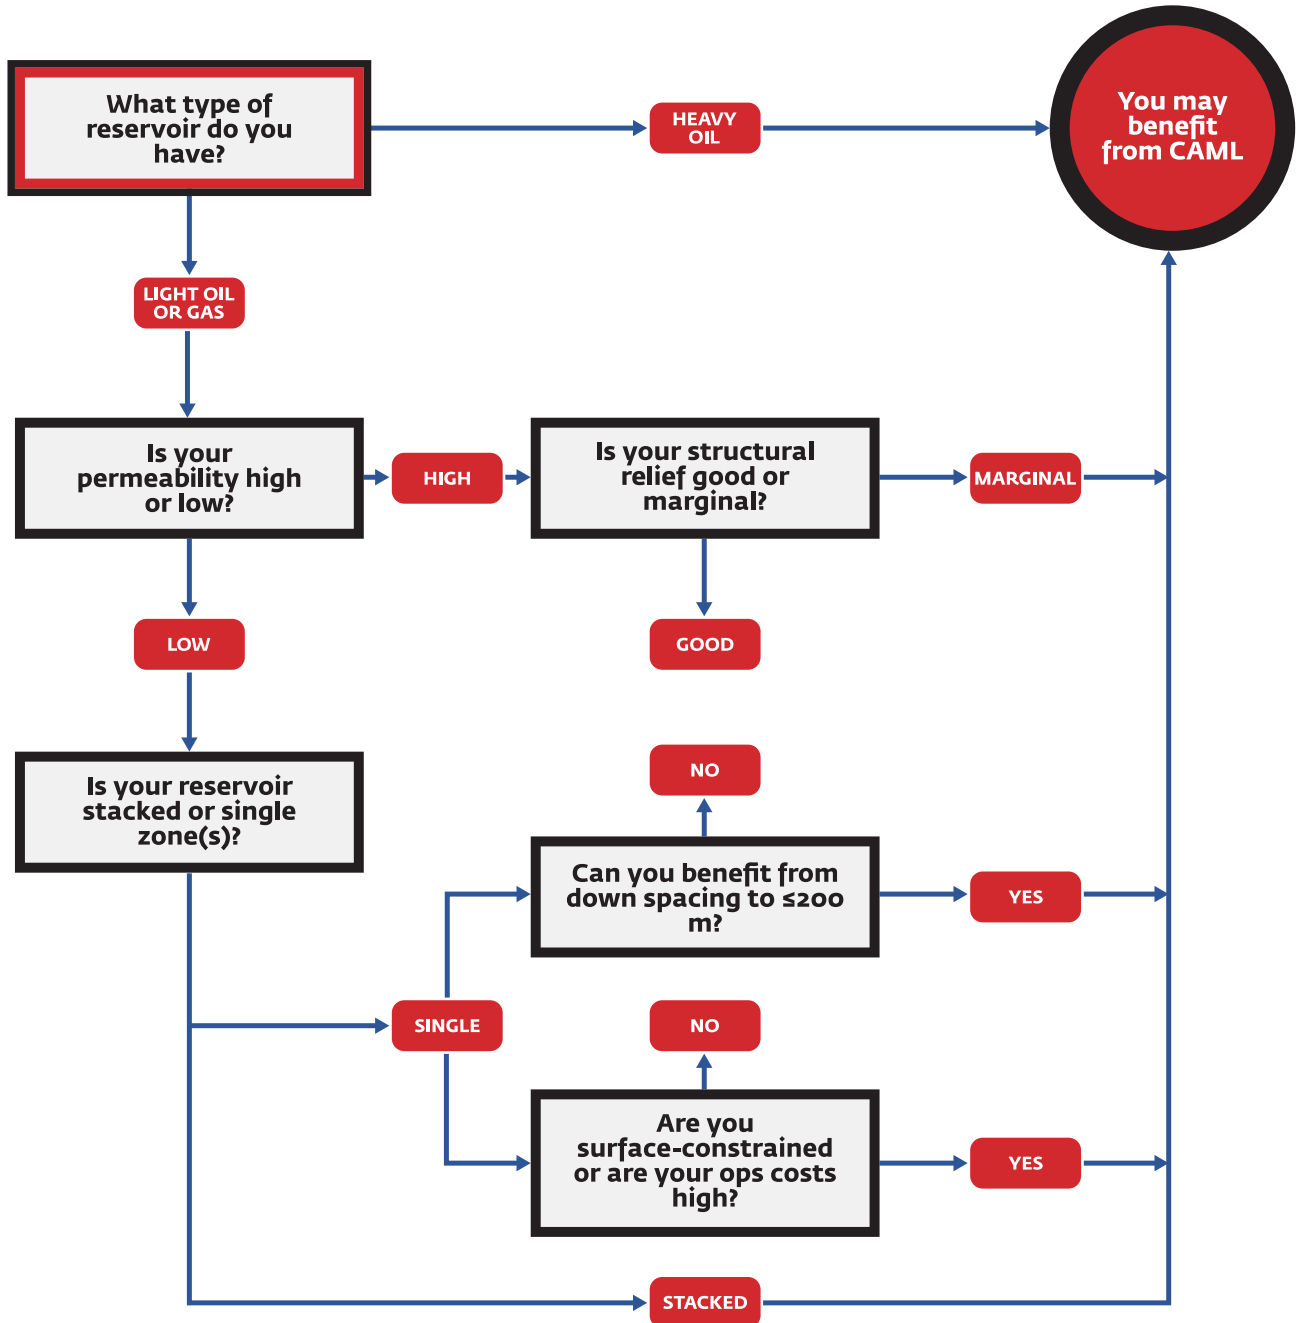 What type of
reservoir do you
have?
HEAVY
OIL
You may
benefit
from CAML
LIGHT OIL
OR GAS
Is your
permeability high
or low?
HIGH
Is your structural
relief good or
marginal?
MARGINAL
LOW
GOOD
Is your reservoir
stacked or single
zone(s)?
NO
Can you benefit from
down spacing to ≤200
m?
YES
SINGLE
NO
Are you
surface-constrained
or are your ops costs
high?
YES
STACKED